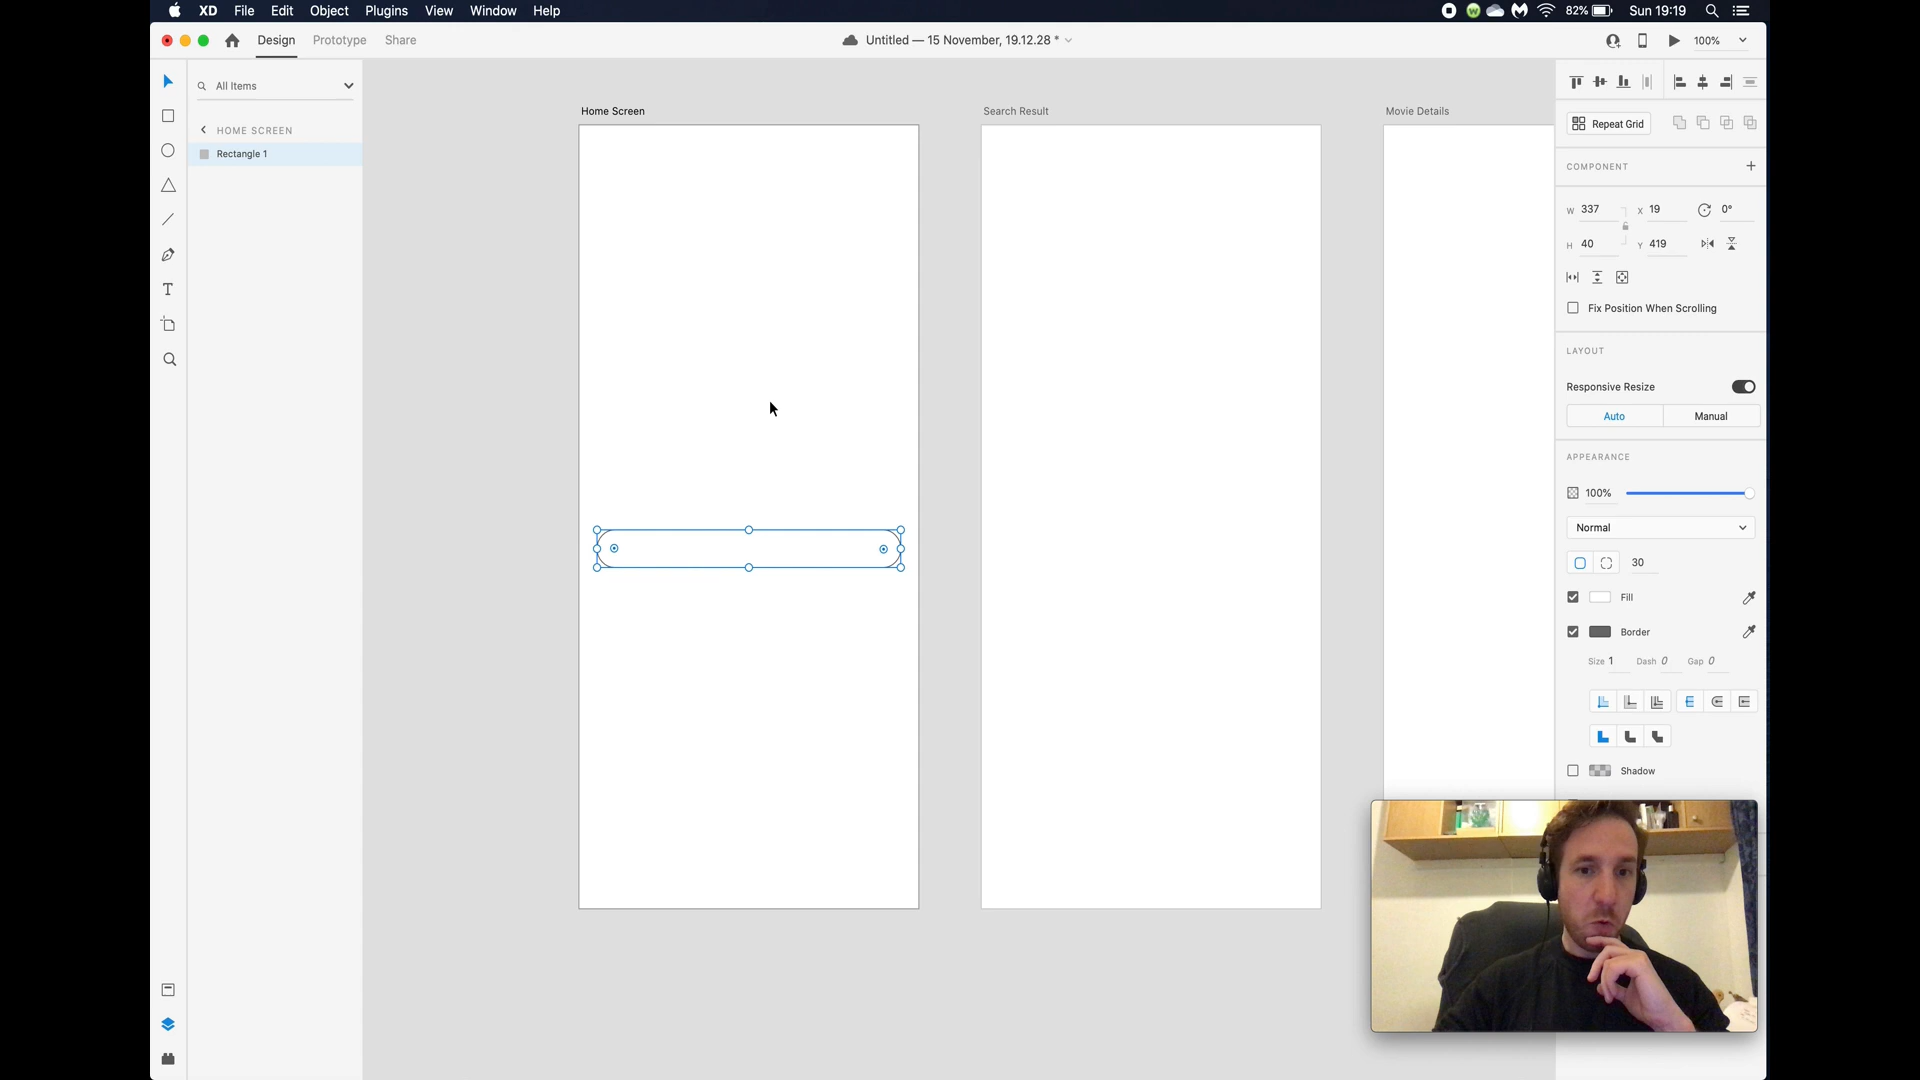 XD File Edit Object Plugins View Window Help
82% Sun 19:19
Design Prototype Share
Untitled — 15 November, 19.12.28 *
100%
All Items
HOME SCREEN
Rectangle 1
Home Screen
Search Result
Movie Details
Repeat Grid
COMPONENT
W 337 X 19 0°
H 40 Y 419
Fix Position When Scrolling
LAYOUT
Responsive Resize
Auto Manual
APPEARANCE
100%
Normal
30
Fill
Border
Size 1 Dash 0 Gap 0
Shadow